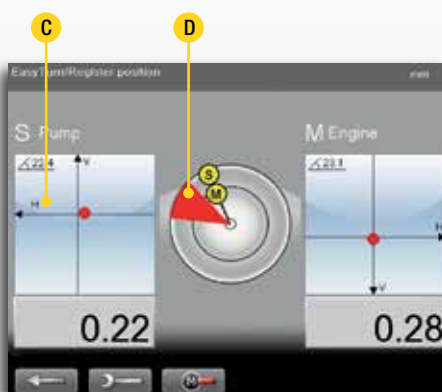 C
D
EasyTurn/Register position
mm
S Pump
M Engine
22.4
V
H
S
M
23.1
H
V
0.22
0.28
M